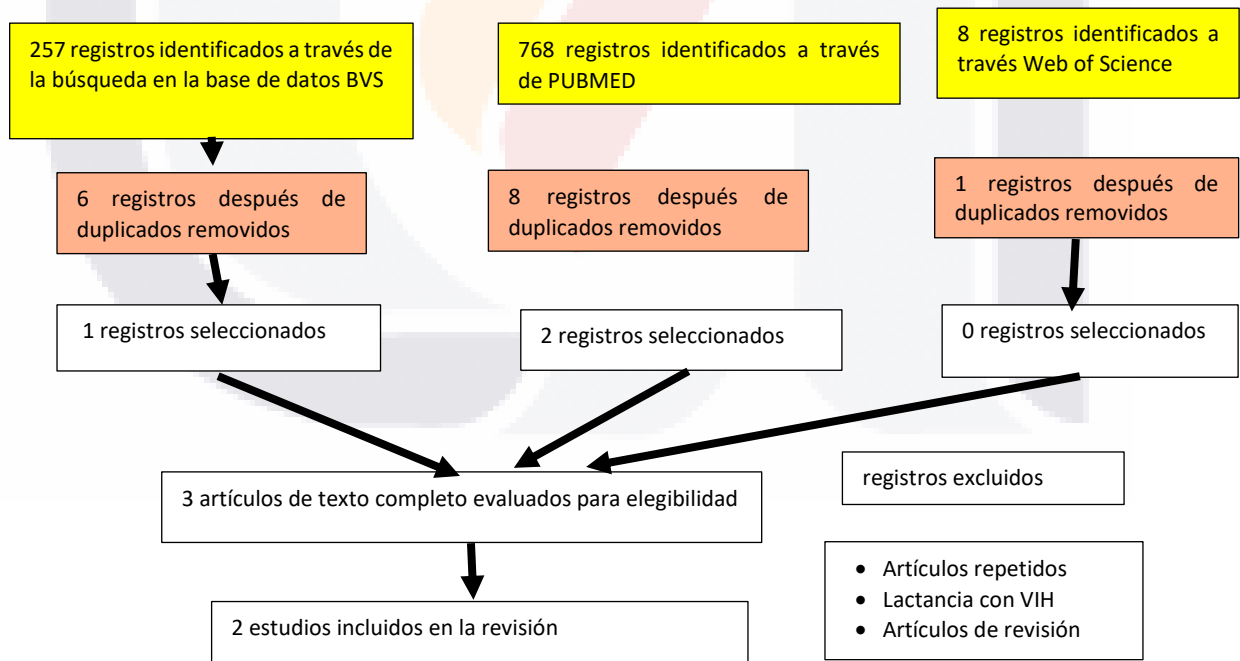 257 registros identificados a través de
la búsqueda en la base de datos BVS
768 registros identificados a través
de PUBMED
8 registros identificados a
través Web of Science
6 registros después de
duplicados removidos
8 registros después de
duplicados removidos
1 registros después de
duplicados removidos
1 registros seleccionados
2 registros seleccionados
0 registros seleccionados
3 artículos de texto completo evaluados para elegibilidad
registros excluidos
2 estudios incluidos en la revisión
• Artículos repetidos
• Lactancia con VIH
• Artículos de revisión